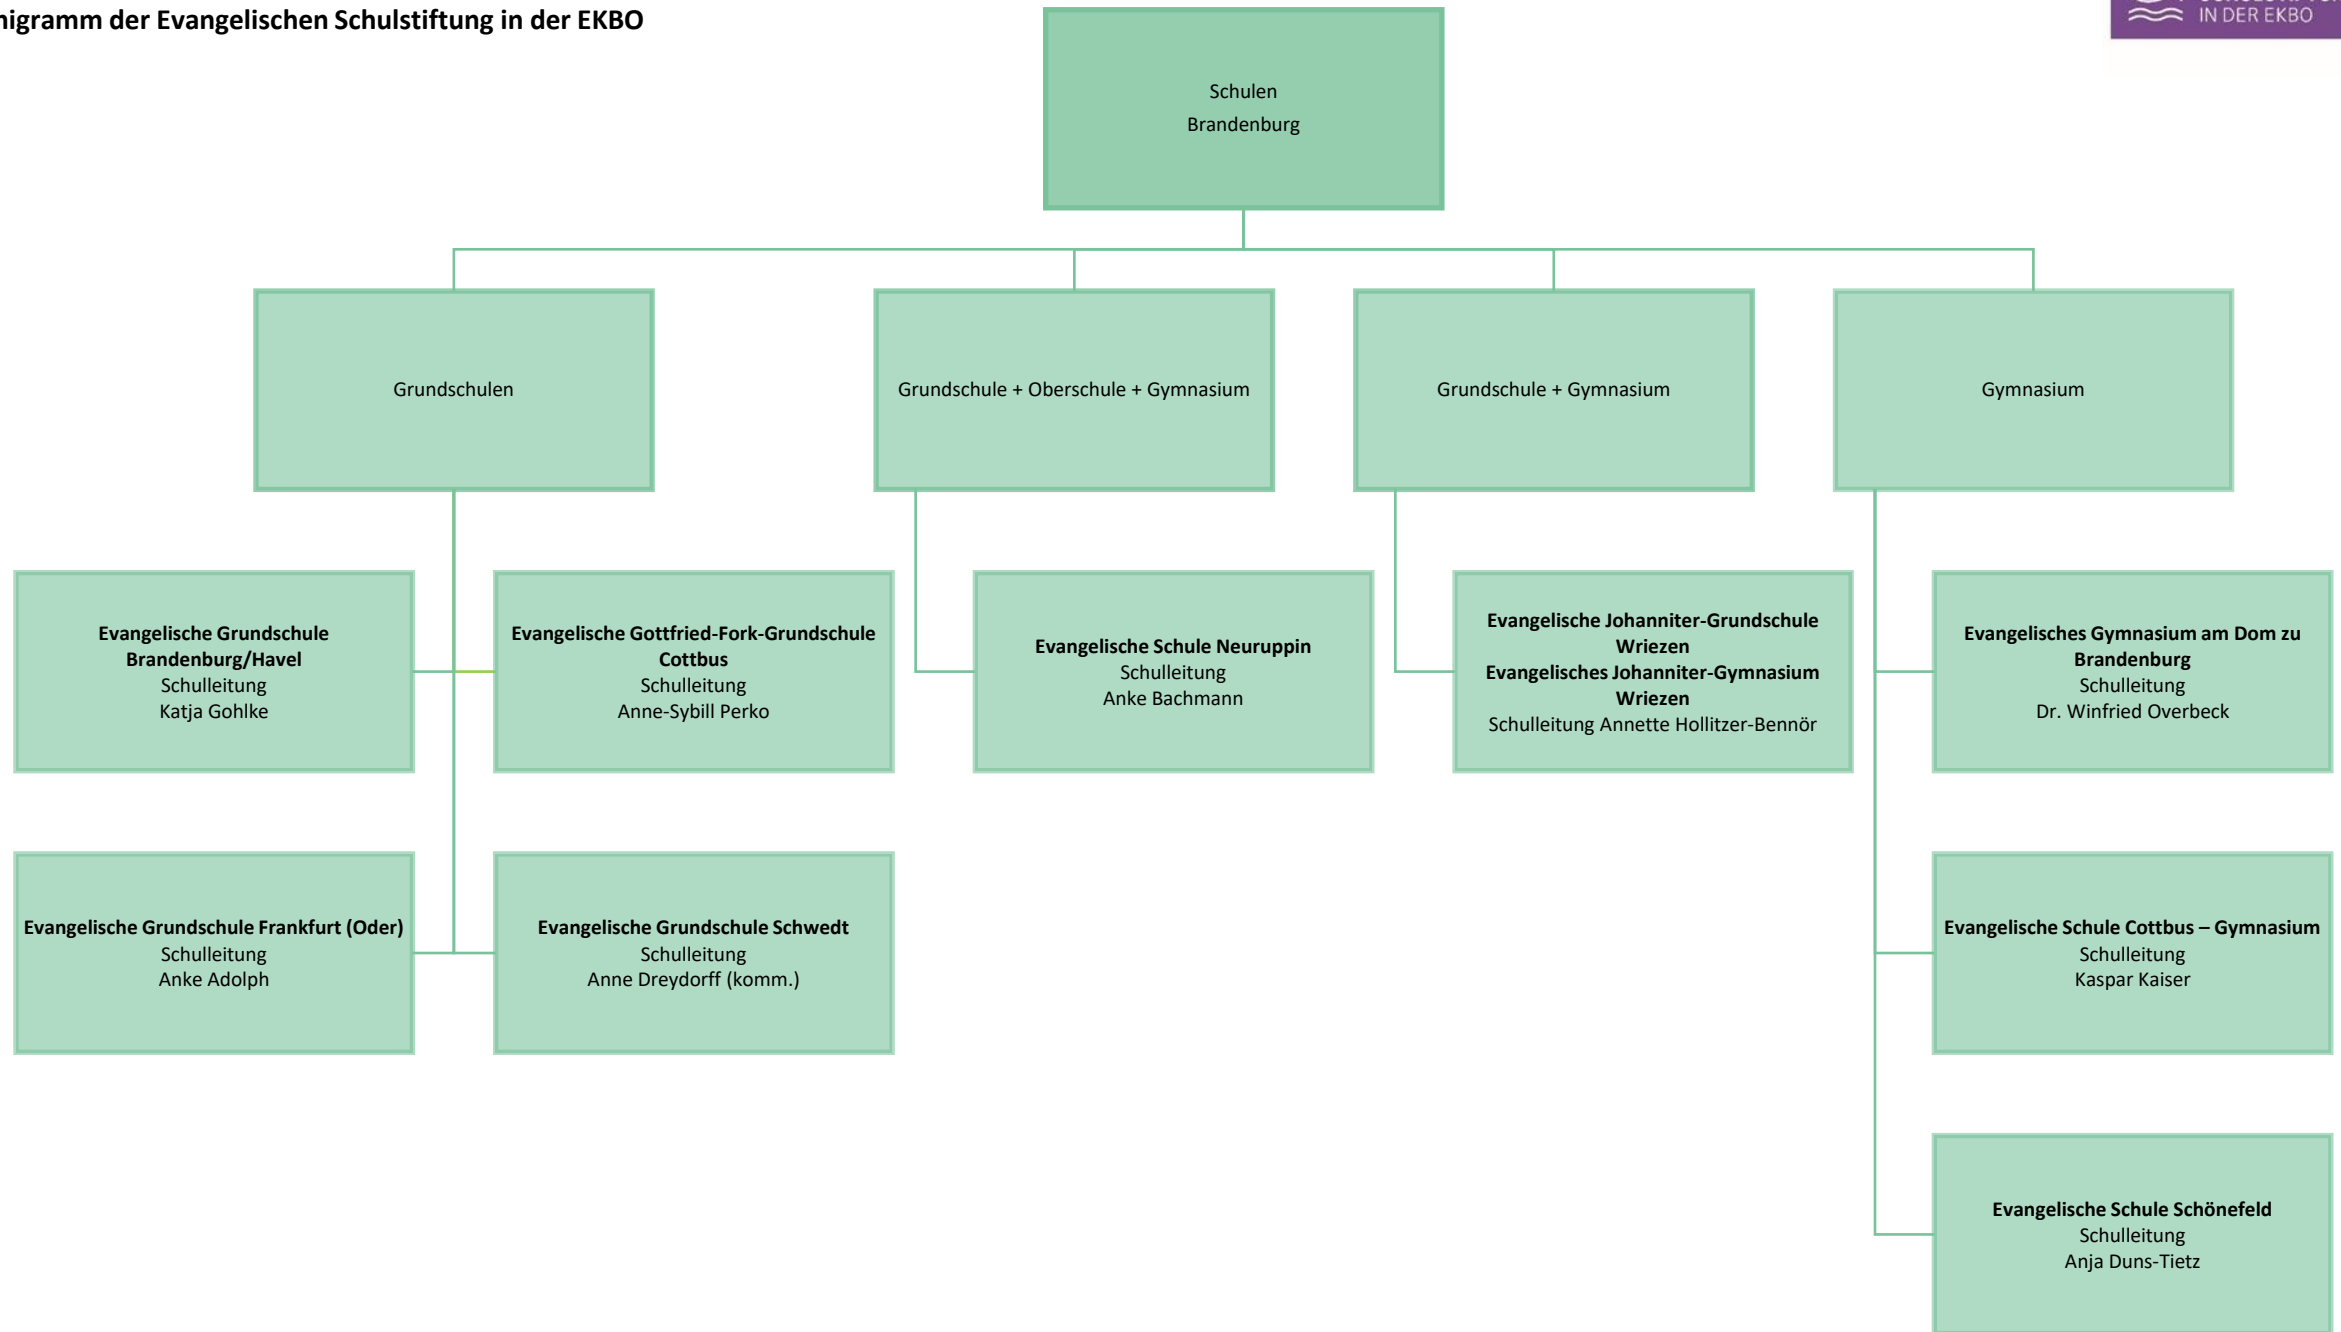 nigramm der Evangelischen Schulstiftung in der EKBO
IN DER EKBO
Schulen
Brandenburg
Grundschulen
Grundschule + Oberschule + Gymnasium
Grundschule + Gymnasium
Gymnasium
Evangelische Grundschule
Brandenburg/Havel
Schulleitung
Katja Gohlke
Evangelische Gottfried-Fork-Grundschule
Cottbus
Schulleitung
Anne-Sybill Perko
Evangelische Schule Neuruppin
Schulleitung
Anke Bachmann
Evangelische Johanniter-Grundschule
Wriezen
Evangelisches Johanniter-Gymnasium
Wriezen
Schulleitung Annette Hollitzer-Bennör
Evangelisches Gymnasium am Dom zu
Brandenburg
Schulleitung
Dr. Winfried Overbeck
Evangelische Grundschule Frankfurt (Oder)
Schulleitung
Anke Adolph
Evangelische Grundschule Schwedt
Schulleitung
Anne Dreydorff (komm.)
Evangelische Schule Cottbus – Gymnasium
Schulleitung
Kaspar Kaiser
Evangelische Schule Schönefeld
Schulleitung
Anja Duns-Tietz